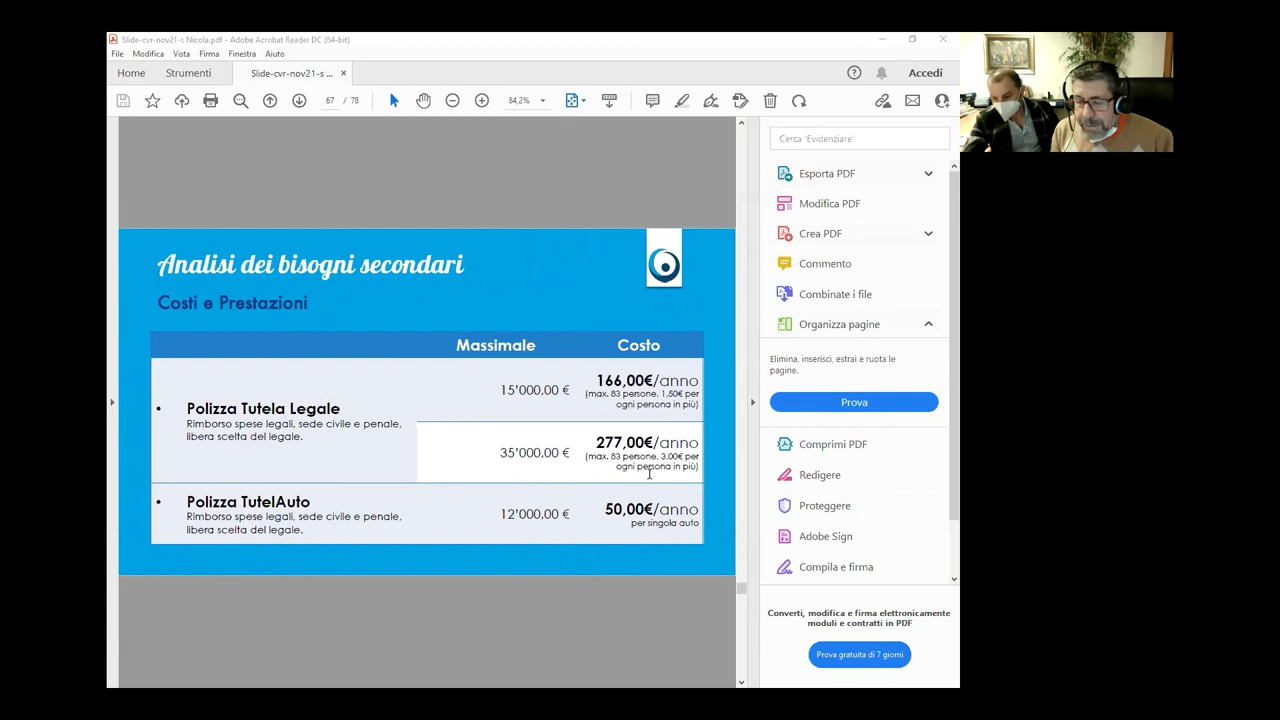 Slide-cvr-nov21-s Nicola.pdf - Adobe Acrobat Reader DC (64-bit)
File Modifica Vista Firma Finestra Aiuto
Home Strumenti Slide-cvr-nov21-s ... × Accedi
67 / 78 84,2%
Cerca 'Evidenziare'
Esporta PDF
Modifica PDF
Crea PDF
Commento
Combinate i file
Organizza pagine
Elimina, inserisci, estrai e ruota le
pagine.
Prova
Comprimi PDF
Redigere
Proteggere
Adobe Sign
Compila e firma
Converti, modifica e firma elettronicamente
moduli e contratti in PDF
Prova gratuita di 7 giorni
Analisi dei bisogni secondari
Costi e Prestazioni
Massimale Costo
• Polizza Tutela Legale
Rimborso spese legali, sede civile e penale,
libera scelta del legale.
15'000,00 € 166,00€/anno
(max. 83 persone, 1,50€ per
ogni persona in più)
35'000,00 € 277,00€/anno
(max. 83 persone, 3,00€ per
ogni persona in più)
• Polizza TutelAuto
Rimborso spese legali, sede civile e penale,
libera scelta del legale.
12'000,00 € 50,00€/anno
per singola auto